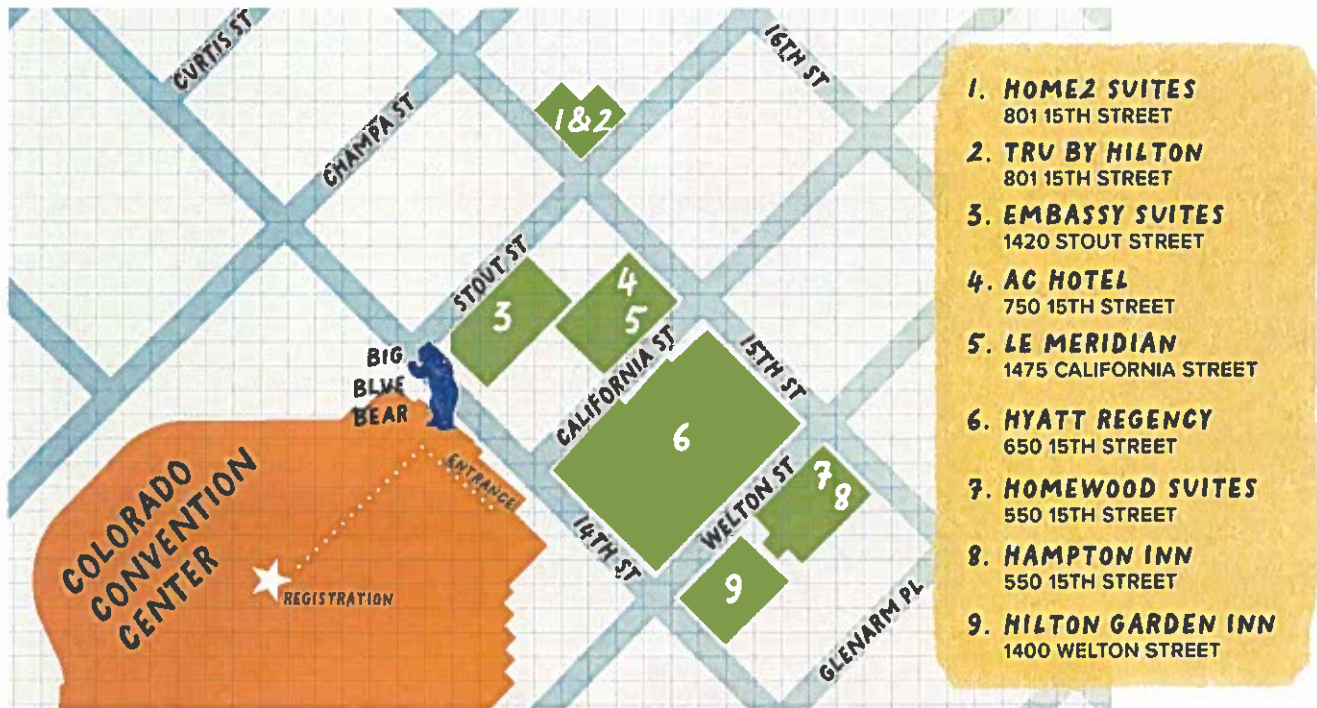 CURTIS ST
CHAMPA ST
16TH ST
1 & 2
STOUT ST
3
4
5
CALIFORNIA ST
15TH ST
BIG
BLUE
BEAR
6
ENTRANCE
WELTON ST
7 8
14TH ST
9
GLENARM PL
COLORADO
CONVENTION
CENTER
REGISTRATION
1. HOME2 SUITES
801 15TH STREET
2. TRU BY HILTON
801 15TH STREET
3. EMBASSY SUITES
1420 STOUT STREET
4. AC HOTEL
750 15TH STREET
5. LE MERIDIAN
1475 CALIFORNIA STREET
6. HYATT REGENCY
650 15TH STREET
7. HOMEWOOD SUITES
550 15TH STREET
8. HAMPTON INN
550 15TH STREET
9. HILTON GARDEN INN
1400 WELTON STREET